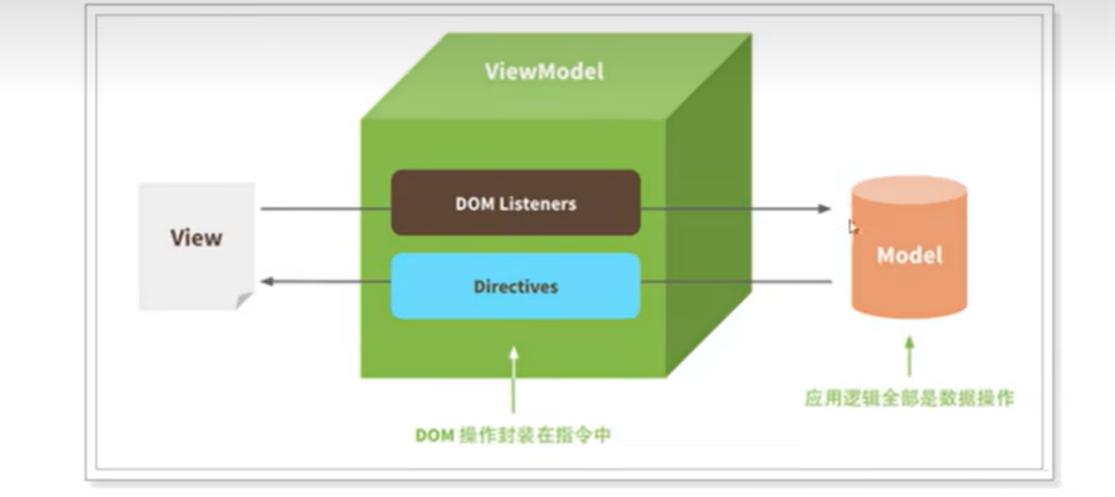 ViewModel
DOM Listeners
View
Model
Directives
应用逻辑全部是数据操作
DOM 操作封装在指令中